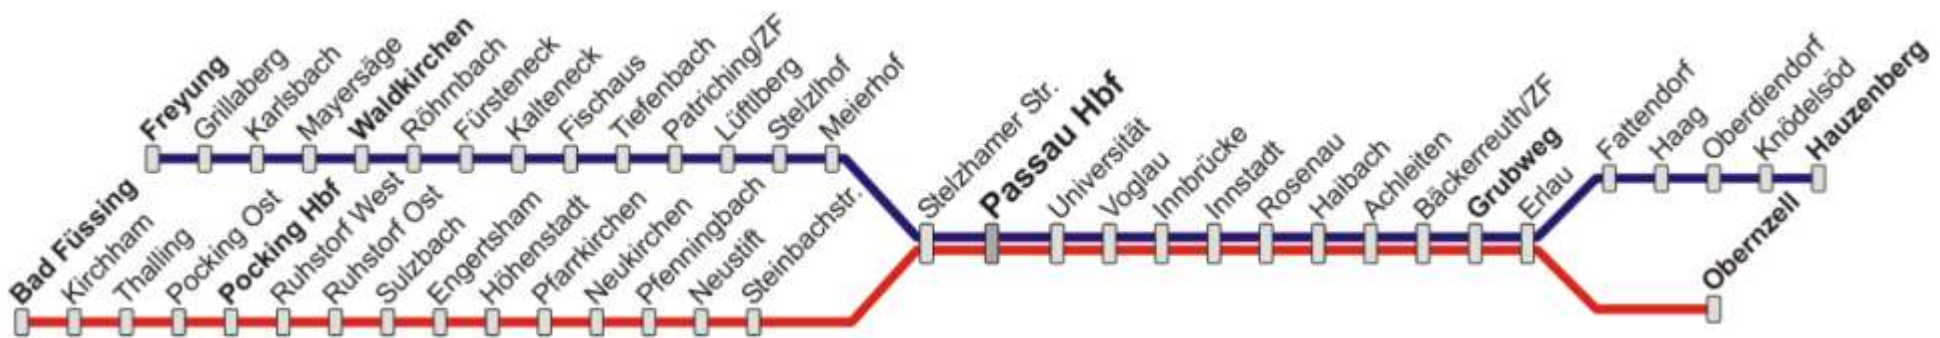 Freyung
Grillaberg
Karlsbach
Mayersäge
Waldkirchen
Röhrnbach
Fürsteneck
Kalteneck
Fischaus
Tiefenbach
Patriching/ZF
Lüftlberg
Stelzlhof
Meierhof
Stelzhamer Str.
Passau Hbf
Universität
Voglau
Innbrücke
Innstadt
Rosenau
Haibach
Achleiten
Bäckerreuth/ZF
Grubweg
Erlau
Fattendorf
Haag
Oberdiendorf
Knödelsöd
Hauzenberg
Bad Füssing
Kirchham
Thalling
Pocking Ost
Pocking Hbf
Ruhstorf West
Ruhstorf Ost
Sulzbach
Engertsham
Höhenstadt
Pfarrkirchen
Neukirchen
Pfenningbach
Neustift
Steinbachstr.
Obernzell